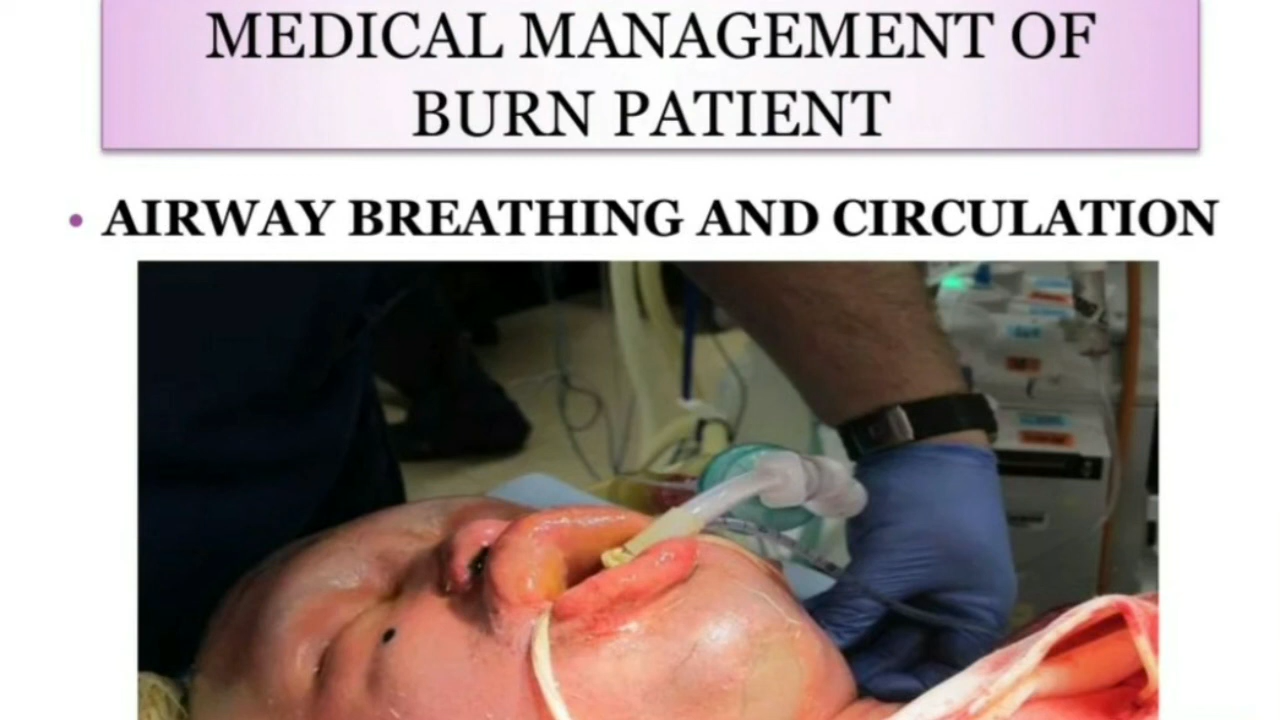 MEDICAL MANAGEMENT OF
BURN PATIENT
• AIRWAY BREATHING AND CIRCULATION